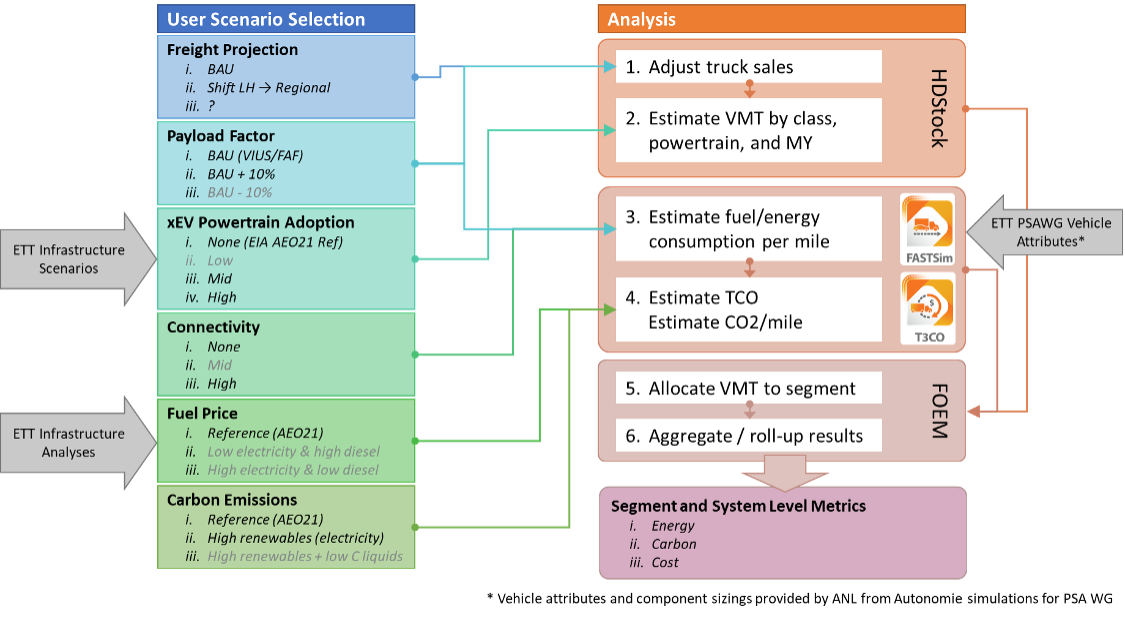 User Scenario Selection
Freight Projection
i. BAU
ii. Shift LH → Regional
iii. ?
Payload Factor
i. BAU (VIUS/FAF)
ii. BAU + 10%
iii. BAU - 10%
xEV Powertrain Adoption
i. None (EIA AEO21 Ref)
ii. Low
iii. Mid
iv. High
Connectivity
i. None
ii. Mid
iii. High
Fuel Price
i. Reference (AEO21)
ii. Low electricity & high diesel
iii. High electricity & low diesel
Carbon Emissions
i. Reference (AEO21)
ii. High renewables (electricity)
iii. High renewables + low C liquids
ETT Infrastructure
Scenarios
ETT Infrastructure
Analyses
Analysis
1. Adjust truck sales
2. Estimate VMT by class,
powertrain, and MY
HDStock
3. Estimate fuel/energy
consumption per mile
4. Estimate TCO
Estimate CO2/mile
FASTSim
T3CO
ETT PSAWG Vehicle
Attributes*
5. Allocate VMT to segment
6. Aggregate / roll-up results
FOEM
Segment and System Level Metrics
i. Energy
ii. Carbon
iii. Cost
* Vehicle attributes and component sizings provided by ANL from Autonomie simulations for PSA WG